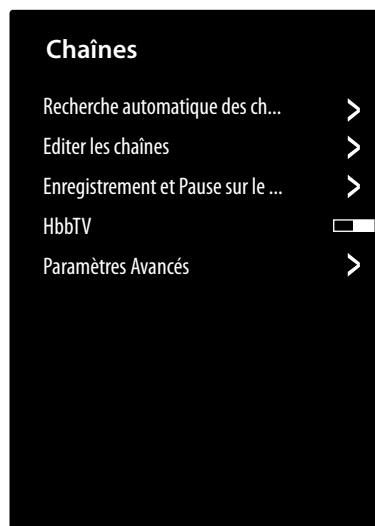 Chaînes
Recherche automatique des ch...
Editer les chaînes
Enregistrement et Pause sur le ...
HbbTV
Paramètres Avancés